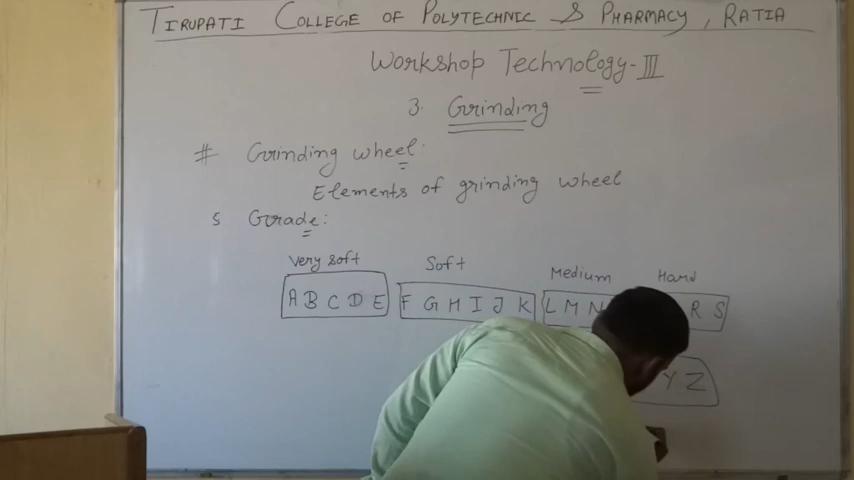 TIRUPATI COLLEGE OF POLYTECHNIC & PHARMACY, RATIA
Workshop Technology-III
3. Grinding
# Grinding wheel:
Elements of grinding wheel
5 Grade:
Very soft Soft Medium Hard
A B C D E F G H I J K L M N R S
Y Z